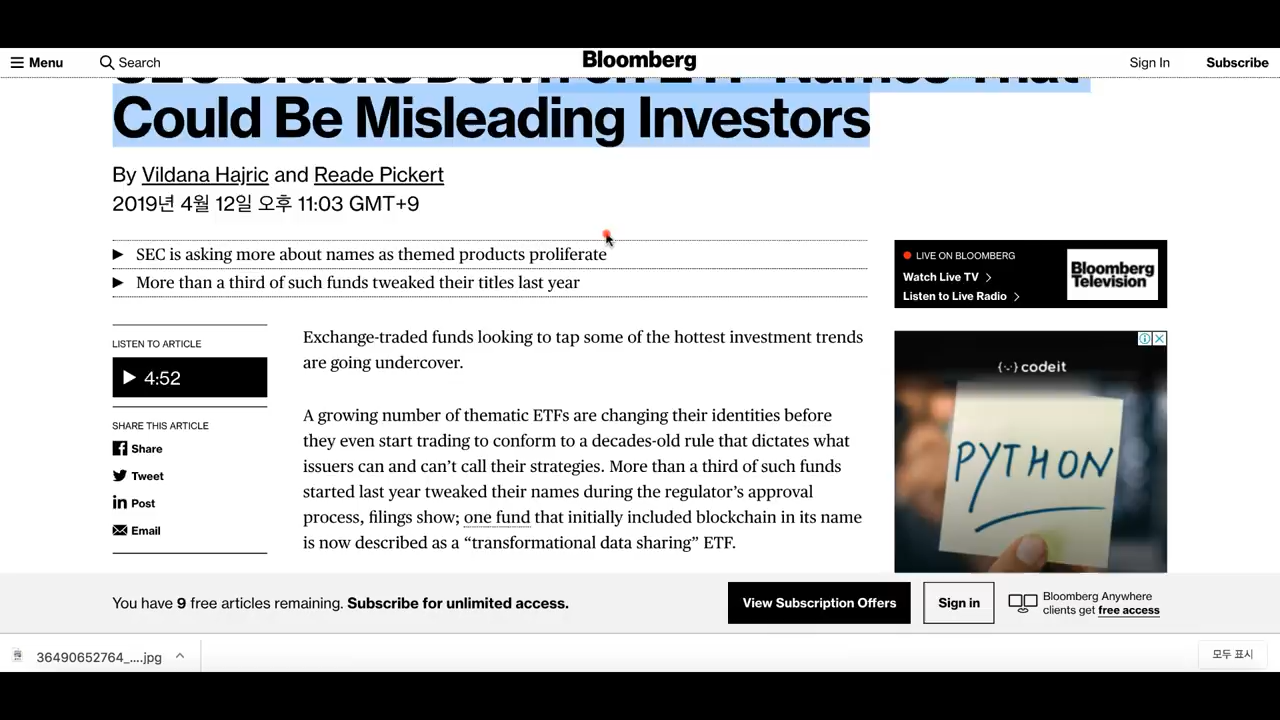 Menu
Search
Bloomberg
Sign In
Subscribe
SEC Cracks Down on ETF Names That
Could Be Misleading Investors
By Vildana Hajric and Reade Pickert
2019년 4월 12일 오후 11:03 GMT+9
SEC is asking more about names as themed products proliferate
More than a third of such funds tweaked their titles last year
LIVE ON BLOOMBERG
Watch Live TV
Listen to Live Radio
Bloomberg
Television
LISTEN TO ARTICLE
4:52
SHARE THIS ARTICLE
Share
Tweet
Post
Email
Exchange-traded funds looking to tap some of the hottest investment trends
are going undercover.
A growing number of thematic ETFs are changing their identities before
they even start trading to conform to a decades-old rule that dictates what
issuers can and can’t call their strategies. More than a third of such funds
started last year tweaked their names during the regulator’s approval
process, filings show; one fund that initially included blockchain in its name
is now described as a “transformational data sharing” ETF.
{·-·} codeit
PYTHON
You have 9 free articles remaining. Subscribe for unlimited access.
View Subscription Offers
Sign in
Bloomberg Anywhere
clients get free access
36490652764_....jpg
모두 표시